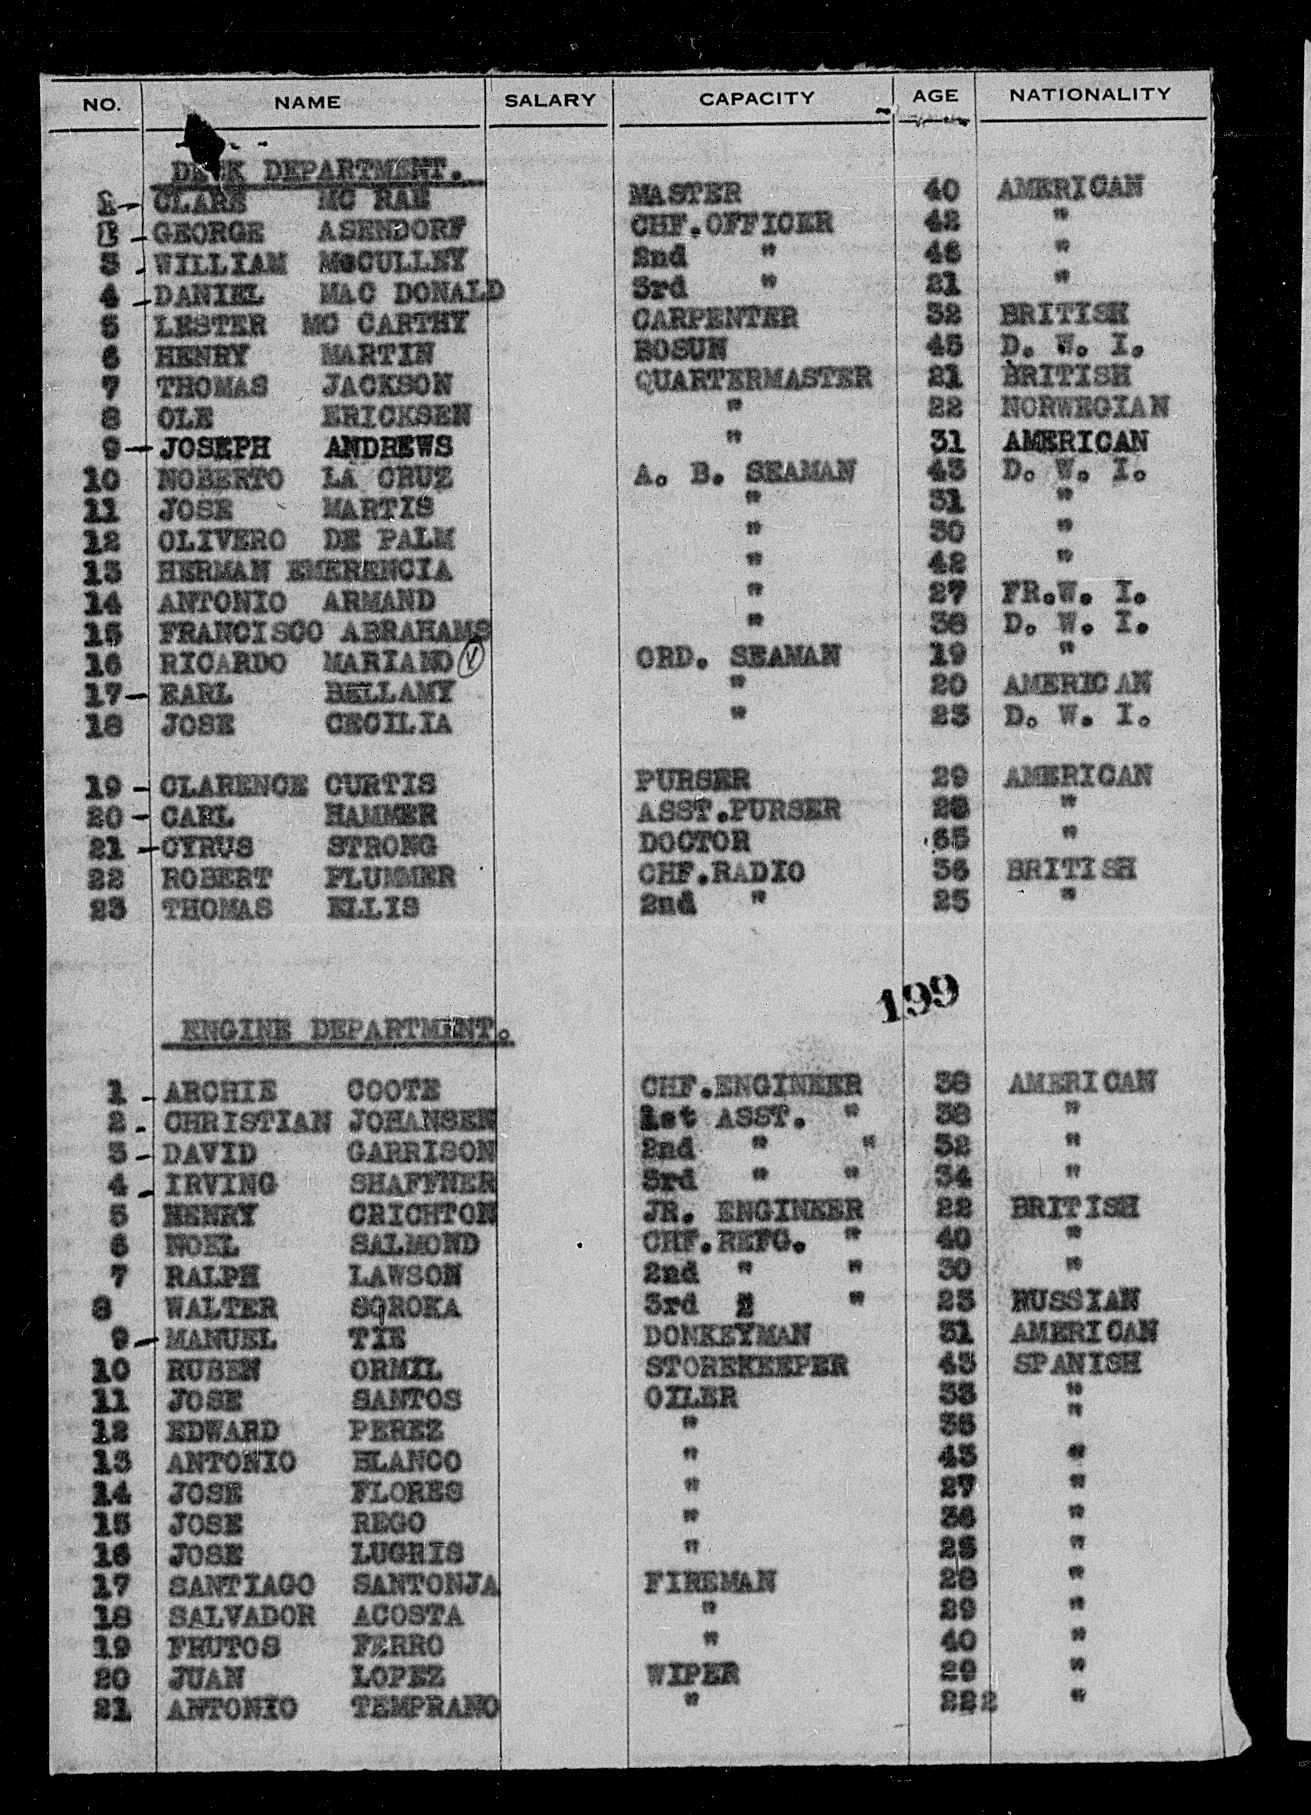 NO. NAME SALARY CAPACITY AGE NATIONALITY
DECK DEPARTMENT.
1- CLARE MC RAE MASTER 40 AMERICAN
GEORGE ASENDORF CHF.OFFICER 42 "
3 - WILLIAM McCULLEY 2nd " 46 "
4 - DANIEL MAC DONALD 3rd " 21 "
5 LESTER MC CARTHY CARPENTER 32 BRITISH
6 HENRY MARTIN BOSUN 45 D. W. I.
7 THOMAS JACKSON QUARTERMASTER 21 BRITISH
8 OLE ERICKSEN " 22 NORWEGIAN
9 - JOSEPH ANDREWS " 31 AMERICAN
10 NOBERTO LA CRUZ A. B. SEAMAN 43 D. W. I.
11 JOSE MARTIS " 31 "
12 OLIVERO DE PALM " 30 "
13 HERMAN EMERENCIA " 42 "
14 ANTONIO ARMAND " 27 FR.W. I.
15 FRANCISCO ABRAHAMS " 38 D. W. I.
16 RICARDO MARIANO ORD. SEAMAN 19 "
17 - EARL BELLAMY " 20 AMERICAN
18 JOSE CECILIA " 23 D. W. I.
19 - CLARENCE CURTIS PURSER 29 AMERICAN
20 - CARL HAMMER ASST.PURSER 28 "
21 - CYRUS STRONG DOCTOR 65 "
22 ROBERT PLUMMER CHF.RADIO 36 BRITISH
23 THOMAS ELLIS 2nd " 25 "
199
ENGINE DEPARTMENT.
1 - ARCHIE COOTE CHF.ENGINEER 38 AMERICAN
2 - CHRISTIAN JOHANSEN 1st ASST. " 38 "
3 - DAVID GARRISON 2nd " " 32 "
4 - IRVING SHAFFNER 3rd " " 34 "
5 HENRY CRICHTON JR. ENGINEER 22 BRITISH
6 NOEL SALMOND CHF.REFG. " 40 "
7 RALPH LAWSON 2nd " " 30 "
8 WALTER SOROKA 3rd " " 23 RUSSIAN
9 - MANUEL TIE DONKEYMAN 31 AMERICAN
10 RUBEN ORMIL STOREKEEPER 43 SPANISH
11 JOSE SANTOS OILER 33 "
12 EDWARD PEREZ " 35 "
13 ANTONIO BLANCO " 43 "
14 JOSE FLORES " 27 "
15 JOSE REGO " 36 "
16 JOSE LUGRIS " 25 "
17 SANTIAGO SANTONJA FIREMAN 28 "
18 SALVADOR ACOSTA " 29 "
19 FRUTOS FERRO " 40 "
20 JUAN LOPEZ WIPER 29 "
21 ANTONIO TEMPRANO " 222 "